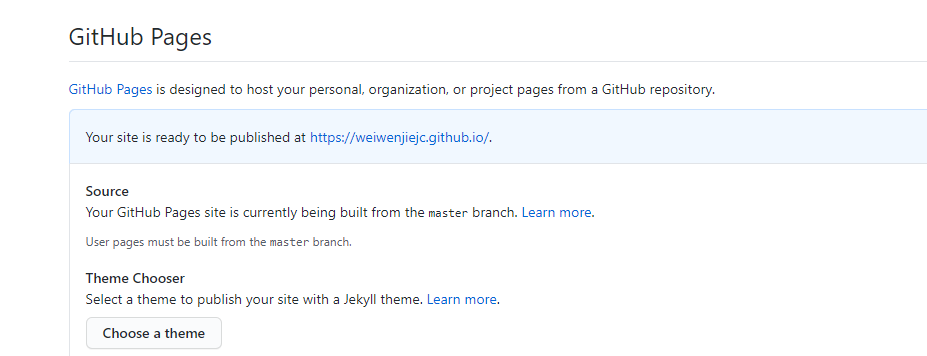 GitHub Pages
GitHub Pages is designed to host your personal, organization, or project pages from a GitHub repository.
Your site is ready to be published at https://weiwenjiejc.github.io/.
Source
Your GitHub Pages site is currently being built from the master branch. Learn more.
User pages must be built from the master branch.
Theme Chooser
Select a theme to publish your site with a Jekyll theme. Learn more.
Choose a theme